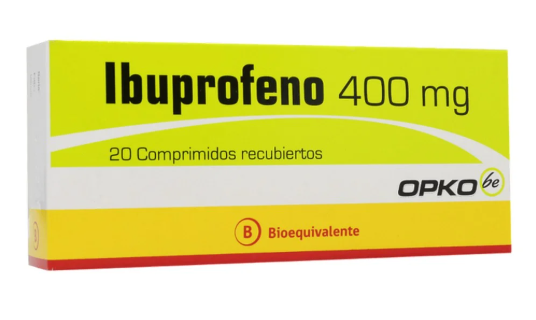 Ibuprofeno 400 mg
20 Comprimidos recubiertos
OPKO be
B Bioequivalente